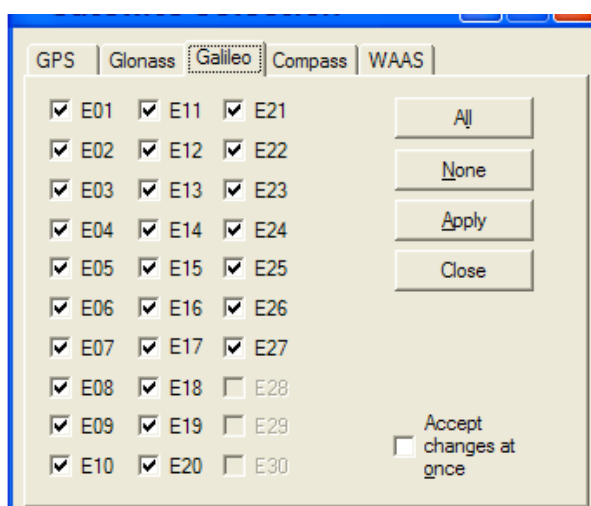 GPS Glonass Galileo Compass WAAS
E01 E11 E21
All
E02 E12 E22
None
E03 E13 E23
E04 E14 E24
Apply
E05 E15 E25
Close
E06 E16 E26
E07 E17 E27
E08 E18 E28
E09 E19 E29
E10 E20 E30
Accept
changes at
once